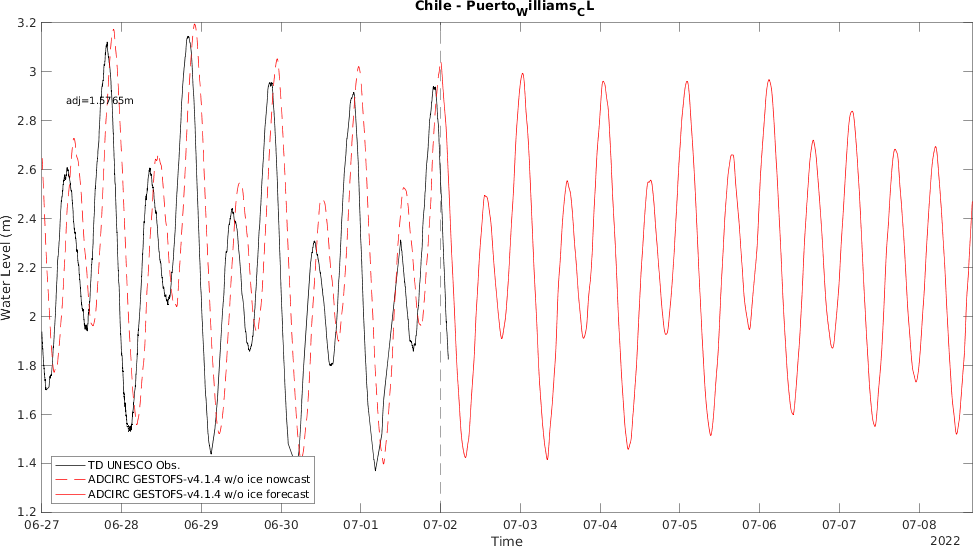 Chile - PuertoWilliamsCL
3.2
3
2.8
2.6
2.4
2.2
2
1.8
1.6
1.4
1.2
Water Level (m)
adj=1.5765m
TD UNESCO Obs.
ADCIRC GESTOFS-v4.1.4 w/o ice nowcast
ADCIRC GESTOFS-v4.1.4 w/o ice forecast
06-27 06-28 06-29 06-30 07-01 07-02 07-03 07-04 07-05 07-06 07-07 07-08
Time
2022